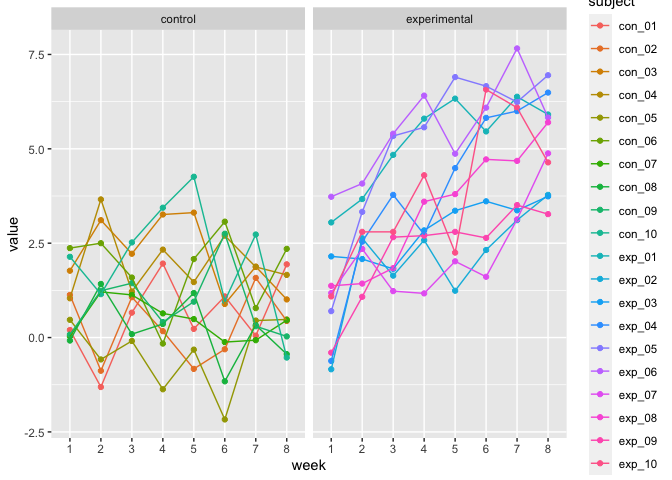 control
experimental
subject
7.5
5.0
2.5
0.0
-2.5
value
1 2 3 4 5 6 7 8
1 2 3 4 5 6 7 8
week
con_01
con_02
con_03
con_04
con_05
con_06
con_07
con_08
con_09
con_10
exp_01
exp_02
exp_03
exp_04
exp_05
exp_06
exp_07
exp_08
exp_09
exp_10